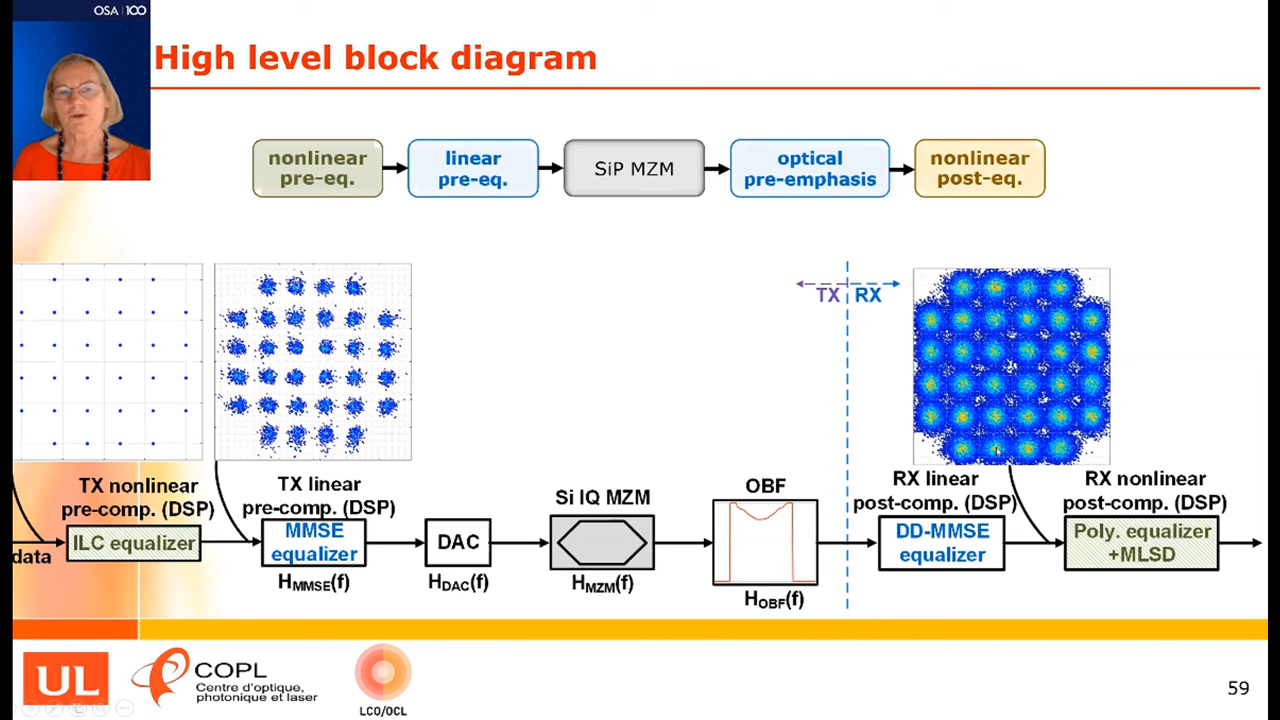 OSA | 100
High level block diagram
nonlinear
pre-eq.
linear
pre-eq.
SiP MZM
optical
pre-emphasis
nonlinear
post-eq.
TX
RX
TX nonlinear
pre-comp. (DSP)
TX linear
pre-comp. (DSP)
Si IQ MZM
OBF
RX linear
post-comp. (DSP)
RX nonlinear
post-comp. (DSP)
data
ILC equalizer
MMSE
equalizer
DAC
DD-MMSE
equalizer
Poly. equalizer
+MLSD
HMMSE(f)
HDAC(f)
HMZM(f)
HOBF(f)
UL
COPL
Centre d'optique,
photonique et laser
LCO/OCL
59